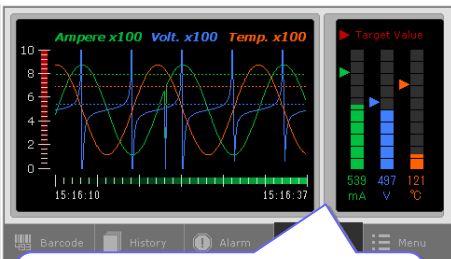 Ampere x100 Volt. x100 Temp. x100
10
8
6
4
2
0
15:16:10
15:16:37
Target Value
539 497 121
mA V ℃
Barcode History Alarm Menu